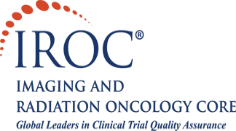 IROC®
IMAGING AND
RADIATION ONCOLOGY CORE
Global Leaders in Clinical Trial Quality Assurance